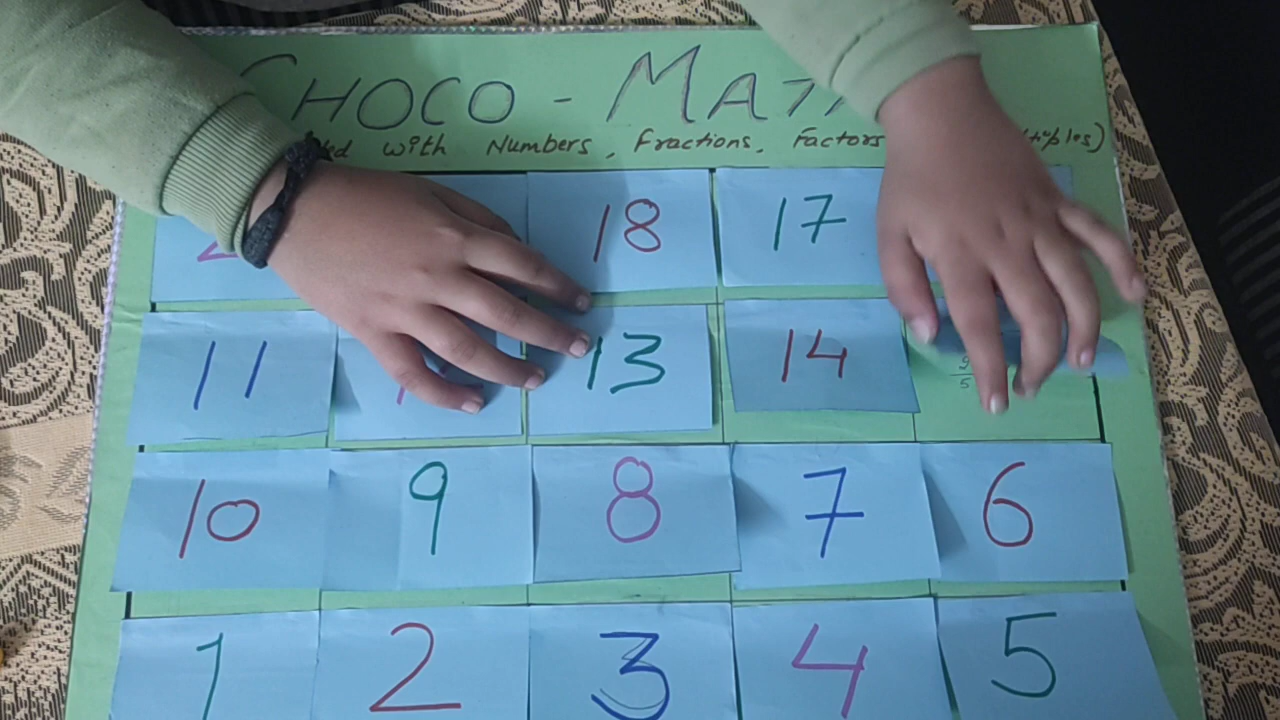 CHOCO - MAT
with Numbers, Fractions, Factors
18 17
11 13 14
10 9 8 7 6
1 2 3 4 5